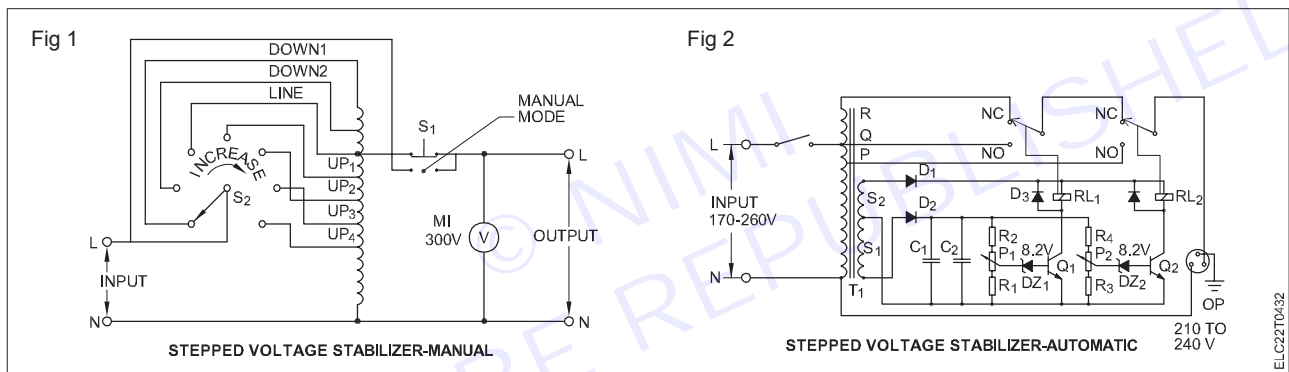 Fig 1
DOWN1
DOWN2
LINE
MANUAL
MODE
S1
INCREASE
S2
UP1
UP2
UP3
UP4
L
INPUT
N
MI
300V
V
L
OUTPUT
N
STEPPED VOLTAGE STABILIZER-MANUAL
Fig 2
R
Q
P
NC
NO
NC
NO
L
INPUT
170-260V
N
D1
D2
S2
S1
T1
C1
C2
D3
RL1
RL2
R2
P1
R1
8.2V
DZ1
Q1
R4
P2
R3
8.2V
DZ2
Q2
OP
210 TO
240 V
STEPPED VOLTAGE STABILIZER-AUTOMATIC
ELC22T0432
© NIMI
BE REPUBLISHED